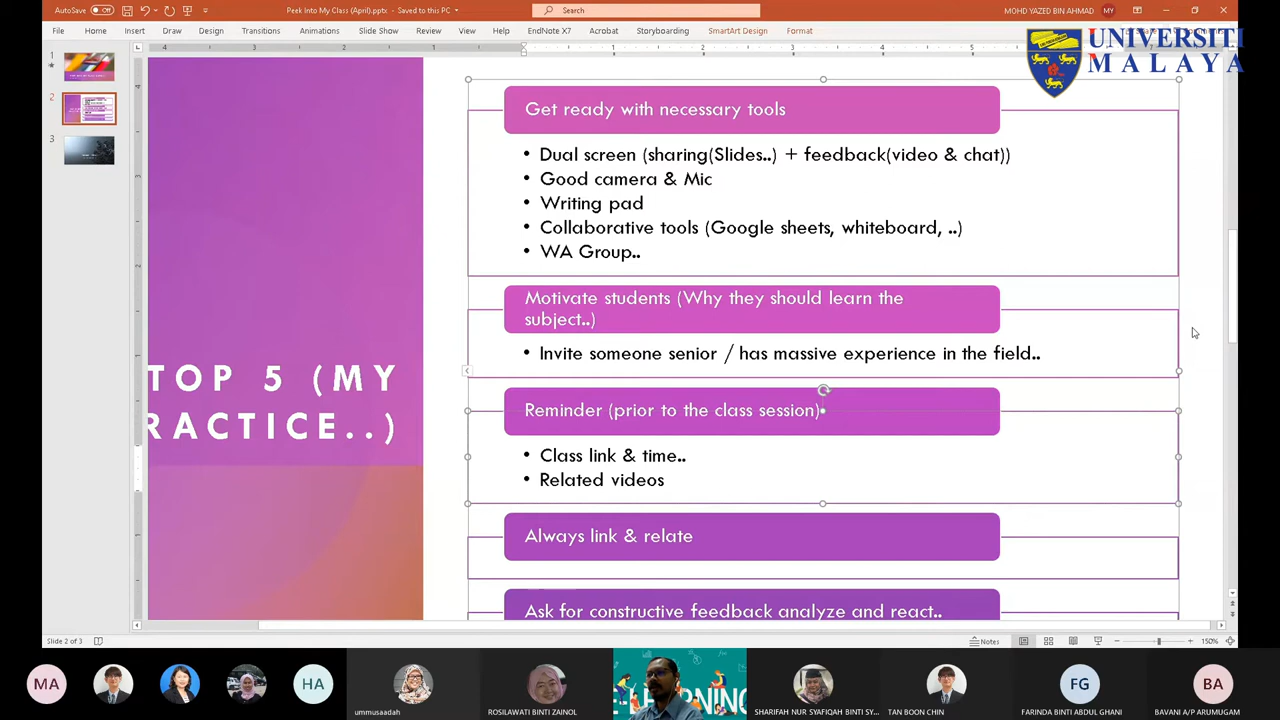 AutoSave Off
Peek Into My Class (April).pptx • Saved to this PC
Search
MOHD YAZED BIN AHMAD MY
File Home Insert Draw Design Transitions Animations Slide Show Review View Help EndNote X7 Acrobat Storyboarding SmartArt Design Format
UNIVERSITI
MALAYA
1
2
3
TOP 5 (MY
RACTICE..)
Get ready with necessary tools
• Dual screen (sharing(Slides..) + feedback(video & chat))
• Good camera & Mic
• Writing pad
• Collaborative tools (Google sheets, whiteboard, ..)
• WA Group..
Motivate students (Why they should learn the
subject..)
• Invite someone senior / has massive experience in the field..
Reminder (prior to the class session)
• Class link & time..
• Related videos
Always link & relate
Ask for constructive feedback analyze and react..
Slide 2 of 3
Notes
150%
MA
HA
ummusaadah
ROSILAWATI BINTI ZAINOL
SHARIFAH NUR SYAFIQAH BINTI SY...
TAN BOON CHIN
FG
FARINDA BINTI ABDUL GHANI
BA
BAVANI A/P ARUMUGAM